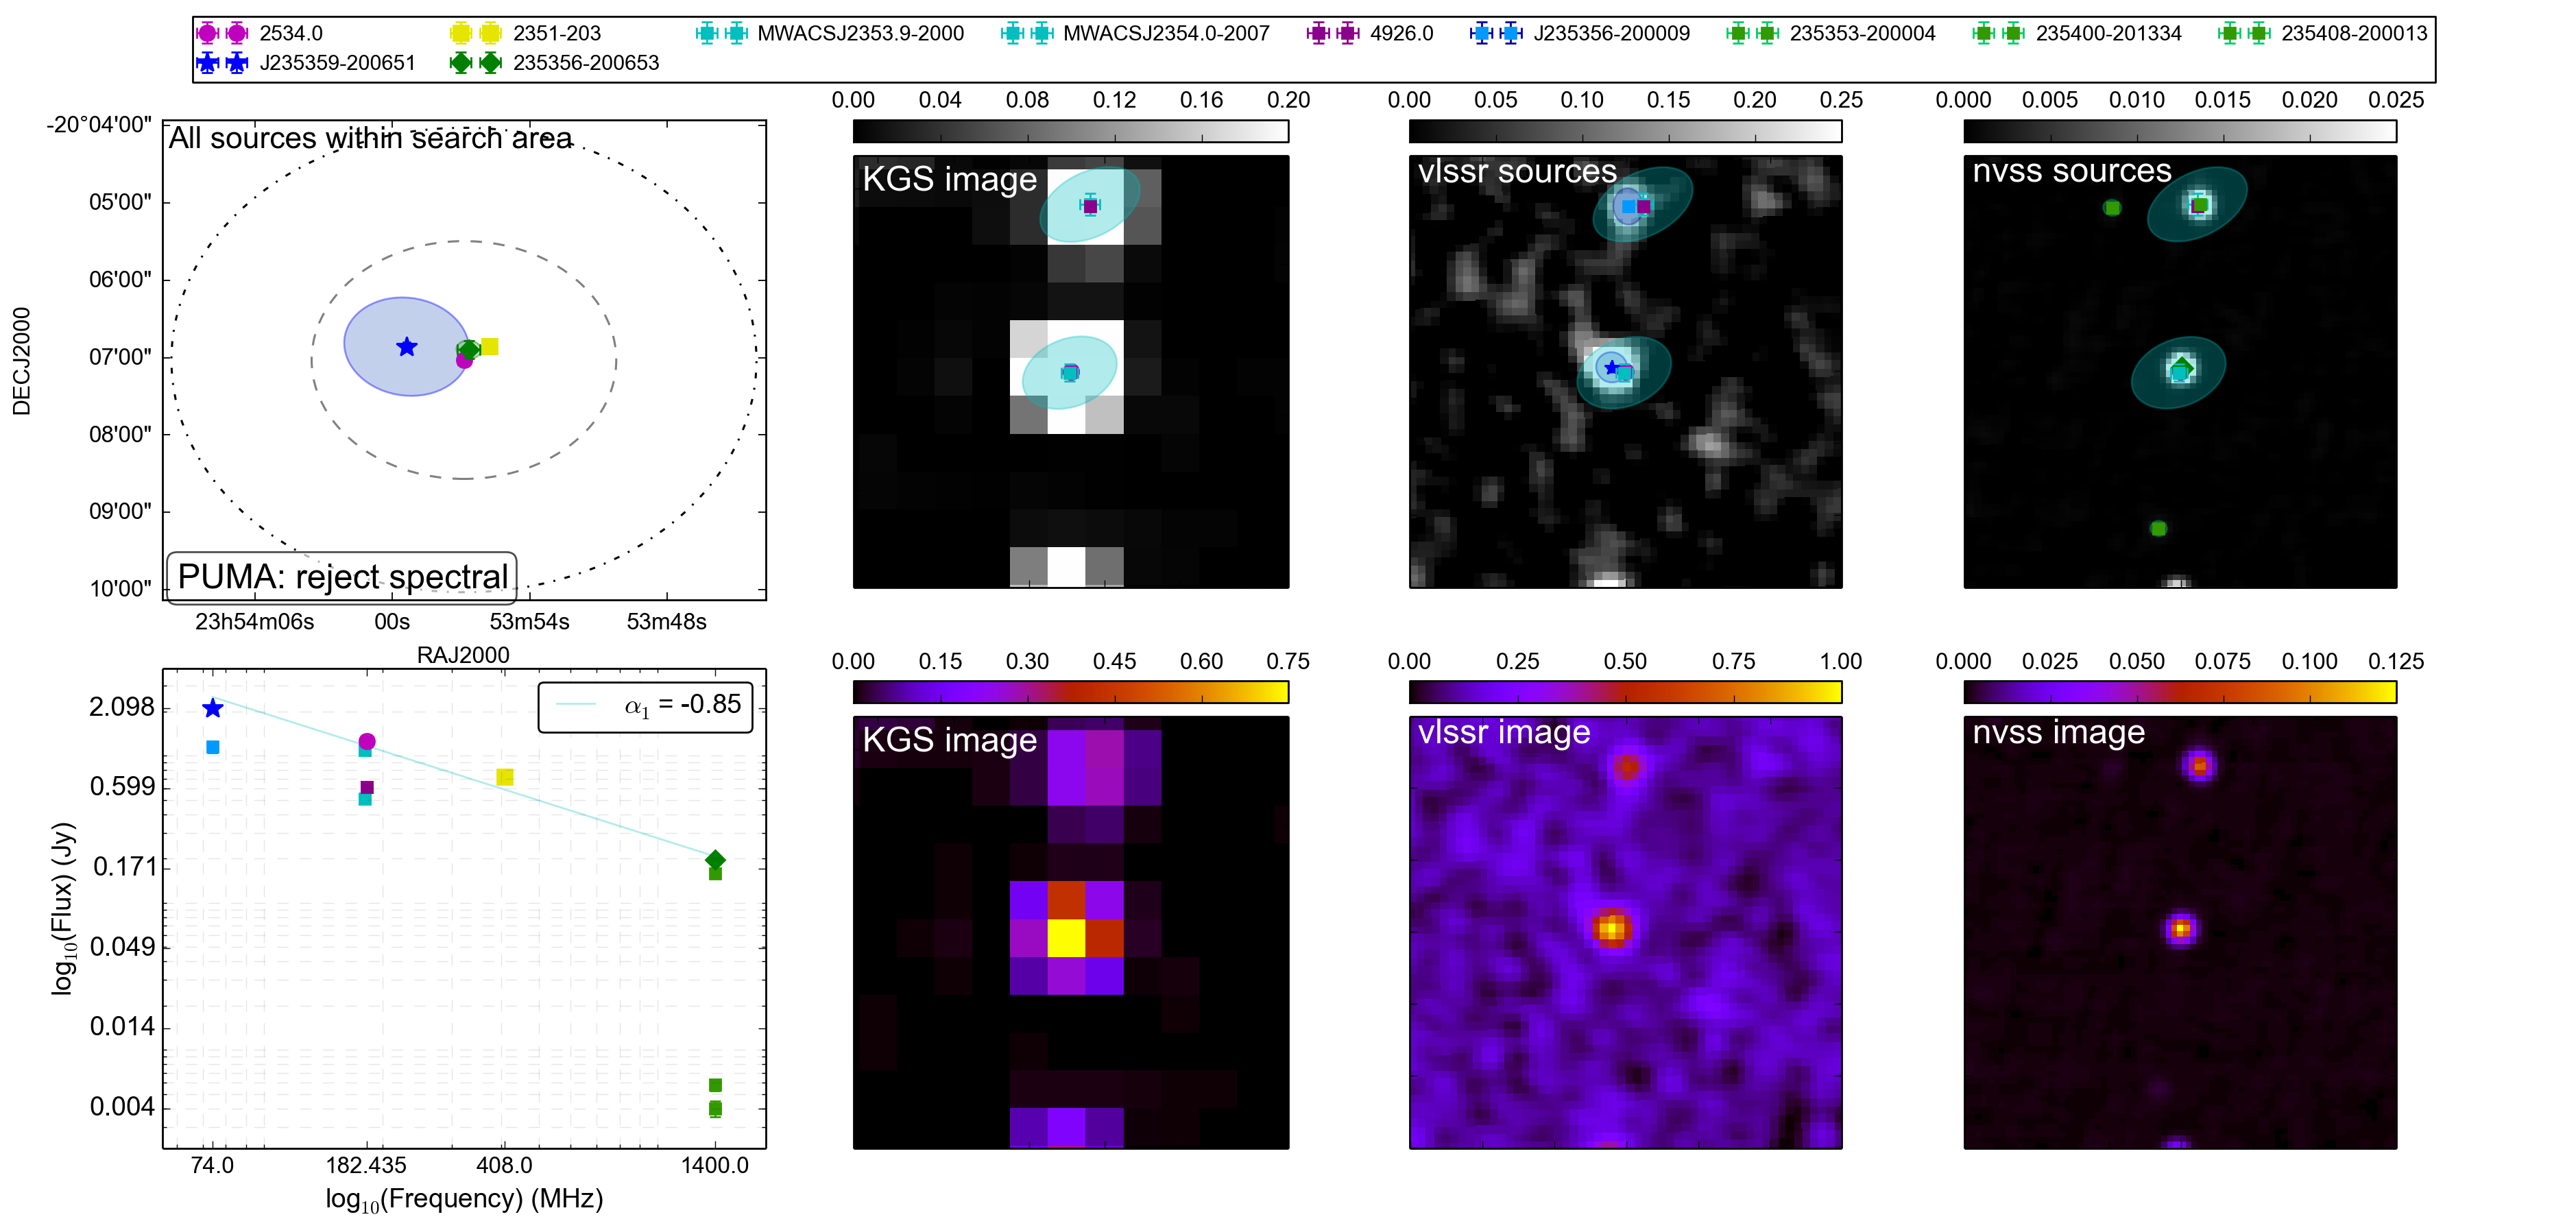 2534.0 2351-203 MWACSJ2353.9-2000 MWACSJ2354.0-2007 4926.0 J235356-200009 235353-200004 235400-201334 235408-200013
J235359-200651 235356-200653
0.00 0.04 0.08 0.12 0.16 0.20
0.00 0.05 0.10 0.15 0.20 0.25
0.000 0.005 0.010 0.015 0.020 0.025
All sources within search area
-20°04'00"
05'00"
06'00"
07'00"
08'00"
09'00"
10'00"
DECJ2000
PUMA: reject spectral
23h54m06s 00s 53m54s 53m48s
RAJ2000
KGS image
vlssr sources
nvss sources
0.00 0.15 0.30 0.45 0.60 0.75
0.00 0.25 0.50 0.75 1.00
0.000 0.025 0.050 0.075 0.100 0.125
α₁ = -0.85
2.098
0.599
0.171
0.049
0.014
0.004
log₁₀(Flux) (Jy)
74.0 182.435 408.0 1400.0
log₁₀(Frequency) (MHz)
KGS image
vlssr image
nvss image